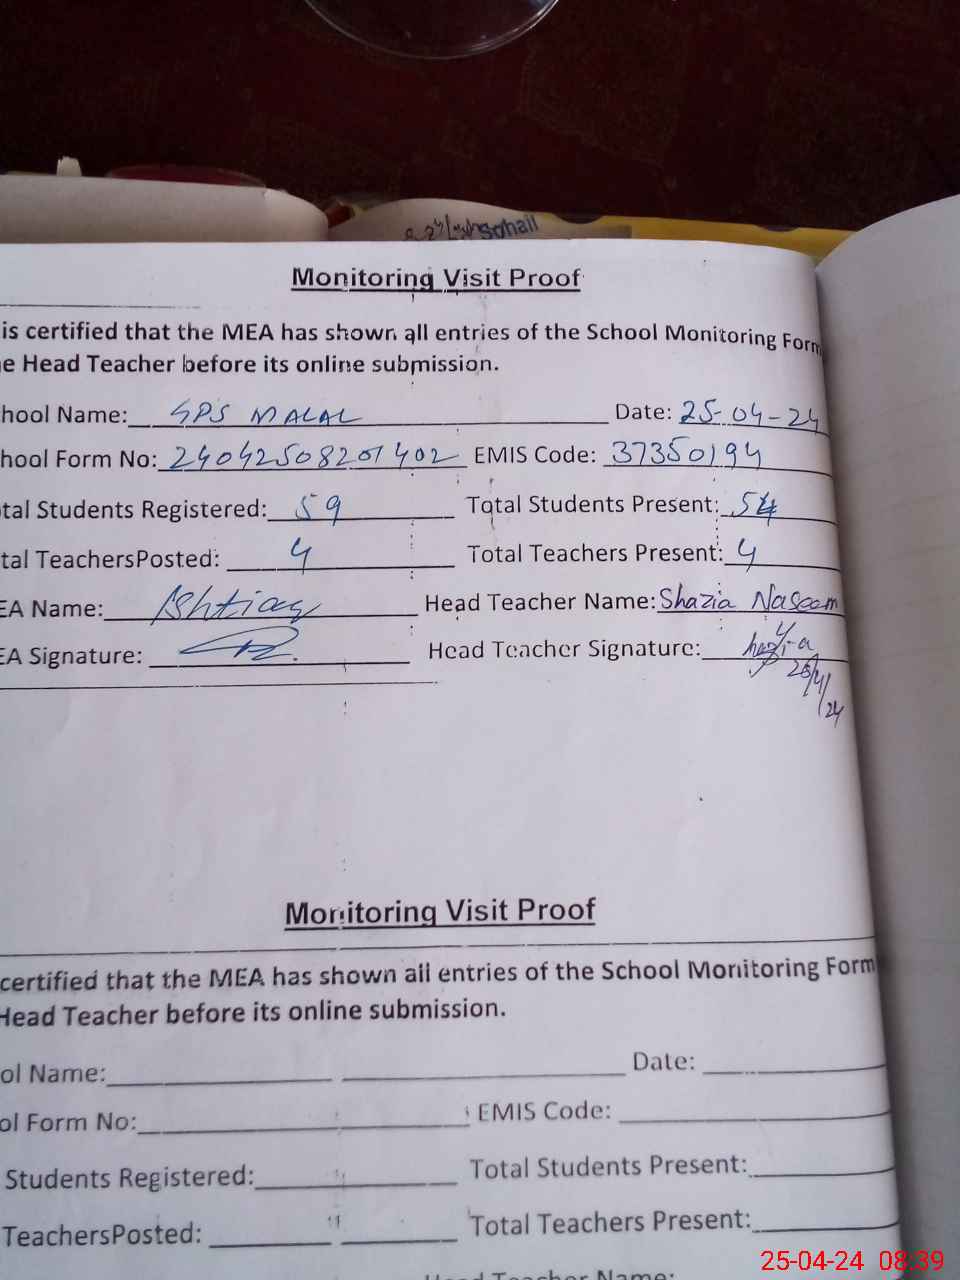 sohail
Monitoring Visit Proof
is certified that the MEA has shown all entries of the School Monitoring Form
e Head Teacher before its online submission.
hool Name: GPS MALAL Date: 25-04-24
hool Form No: 24042508201402 EMIS Code: 37350194
tal Students Registered: 59 Total Students Present: 54
tal TeachersPosted: 4 Total Teachers Present: 4
EA Name: Ishtiaq Head Teacher Name: Shazia Naseem
EA Signature: Head Teacher Signature:
25/4/24
Monitoring Visit Proof
certified that the MEA has shown all entries of the School Monitoring Form
Head Teacher before its online submission.
ol Name: Date:
ol Form No: EMIS Code:
Students Registered: Total Students Present:
TeachersPosted: Total Teachers Present:
Head Teacher Name:
25-04-24 08:39